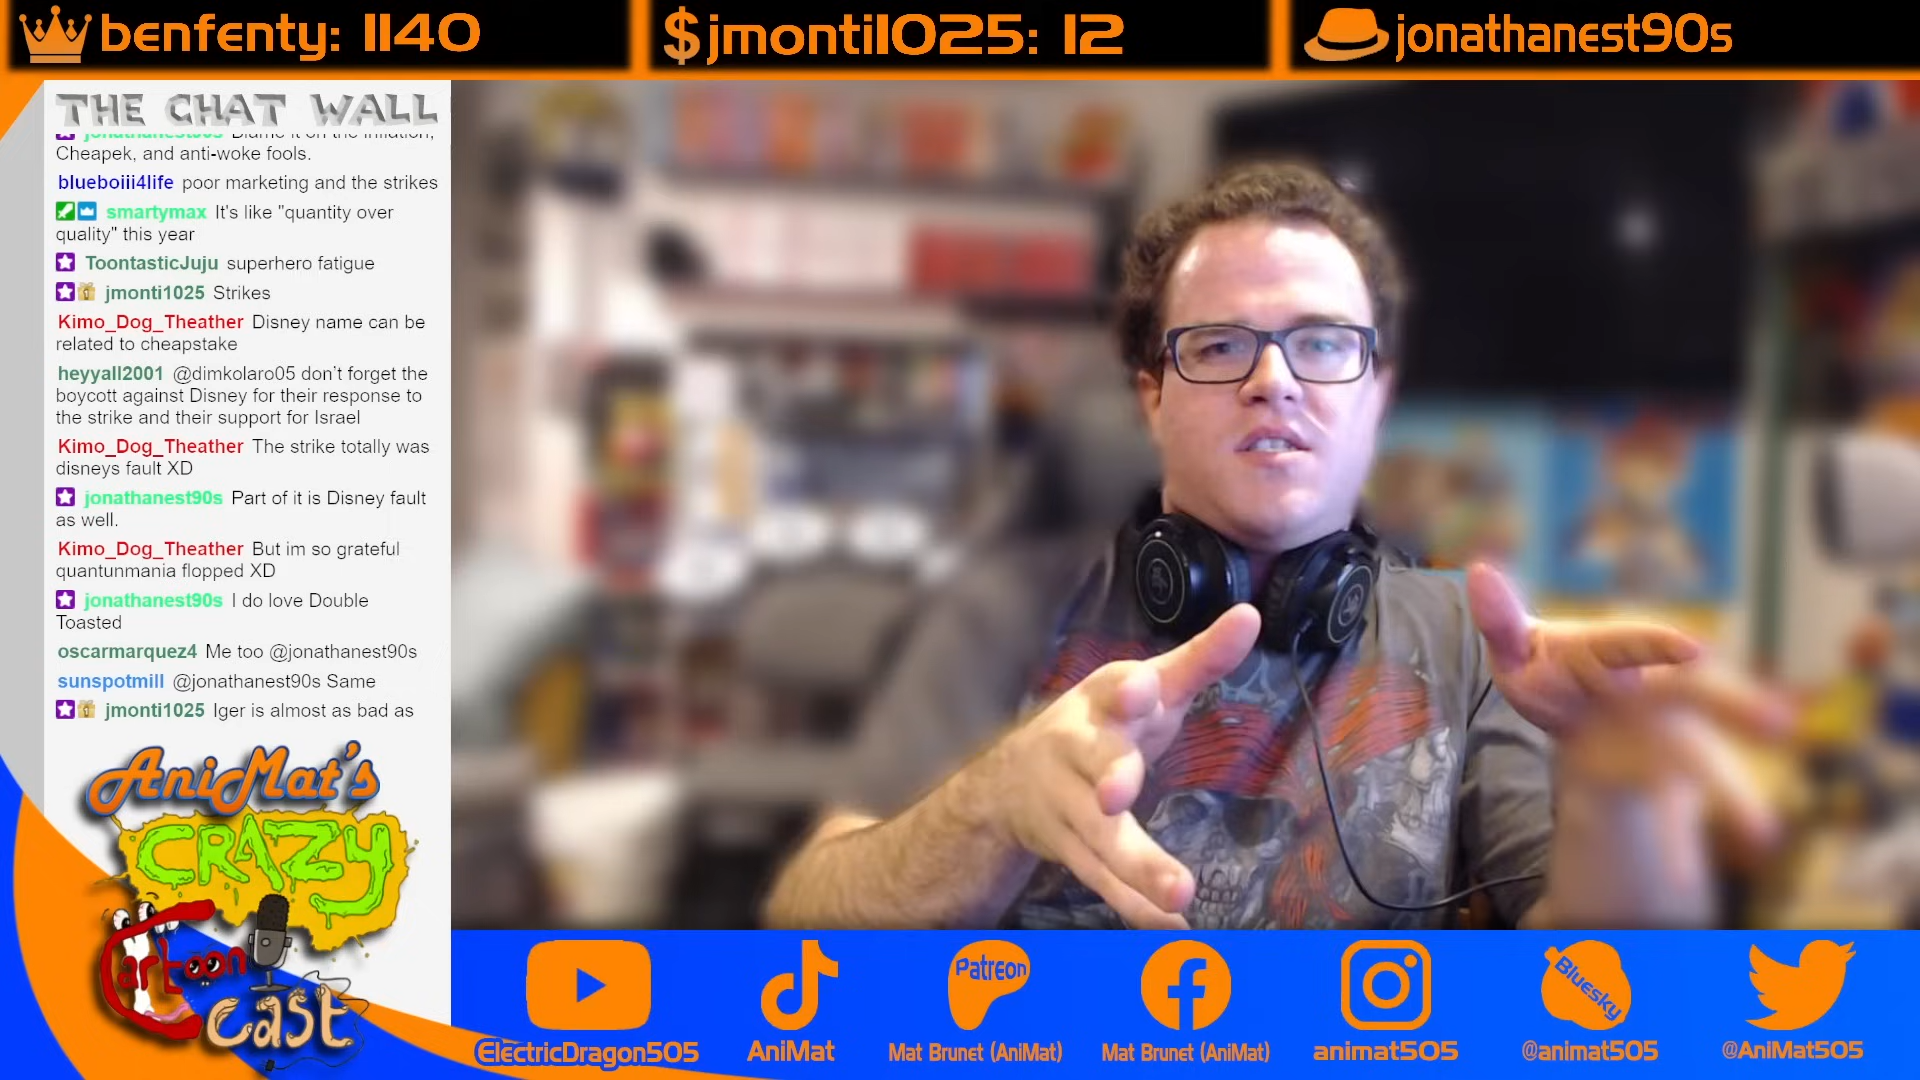 benfenty: 1140
$jmonti1025: 12
jonathanest90s
THE CHAT WALL
jonathanest90s Blame it on the inflation,
Cheapek, and anti-woke fools.
blueboiii4life poor marketing and the strikes
smartymax It's like "quantity over
quality" this year
ToontasticJuju superhero fatigue
jmonti1025 Strikes
Kimo_Dog_Theather Disney name can be
related to cheapstake
heyyall2001 @dimkolaro05 don't forget the
boycott against Disney for their response to
the strike and their support for Israel
Kimo_Dog_Theather The strike totally was
disneys fault XD
jonathanest90s Part of it is Disney fault
as well.
Kimo_Dog_Theather But im so grateful
quantunmania flopped XD
jonathanest90s I do love Double
Toasted
oscarmarquez4 Me too @jonathanest90s
sunspotmill @jonathanest90s Same
jmonti1025 Iger is almost as bad as
AniMat's
CRAZY
Cartoon
cast
Patreon
Bluesky
ElectricDragon505
AniMat
Mat Brunet (AniMat)
Mat Brunet (AniMat)
animat505
@animat505
@AniMat505